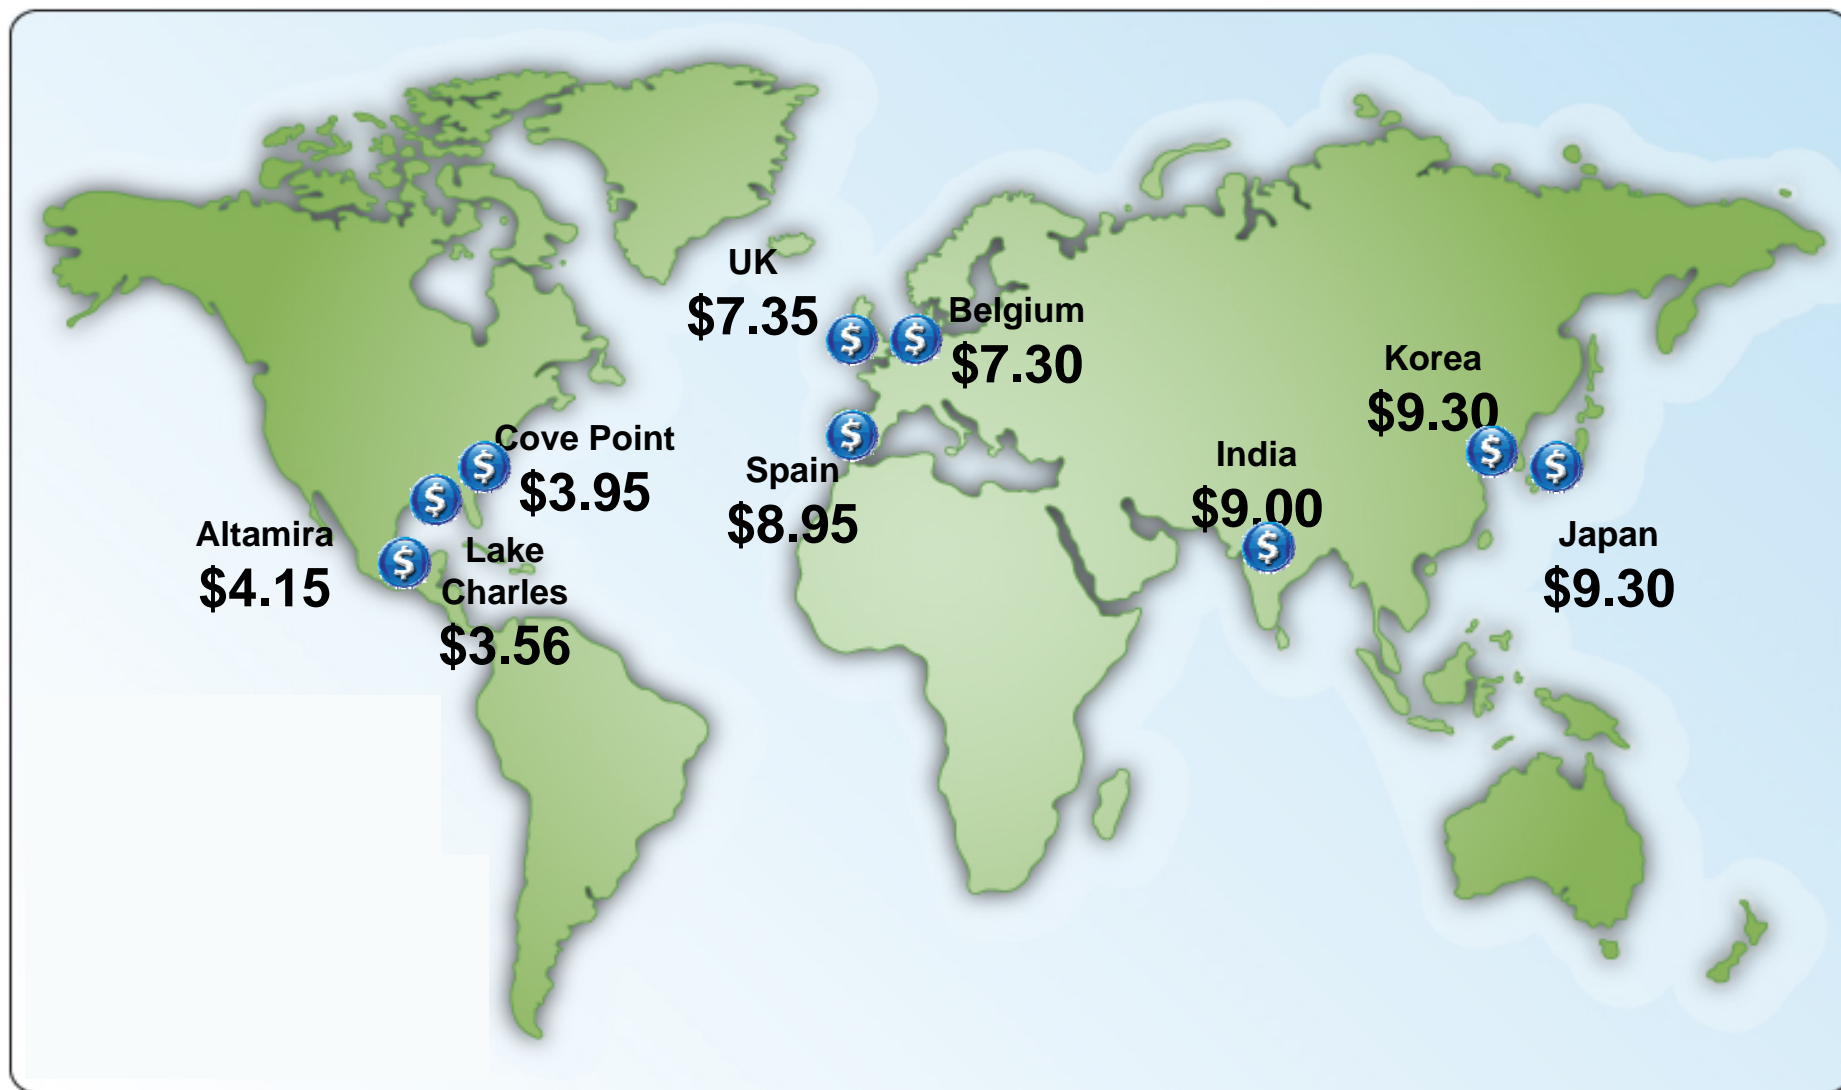 UK
$7.35
Belgium
$7.30
Korea
$9.30
Cove Point
$3.95
Spain
$8.95
India
$9.00
Altamira
$4.15
Lake
Charles
$3.56
Japan
$9.30